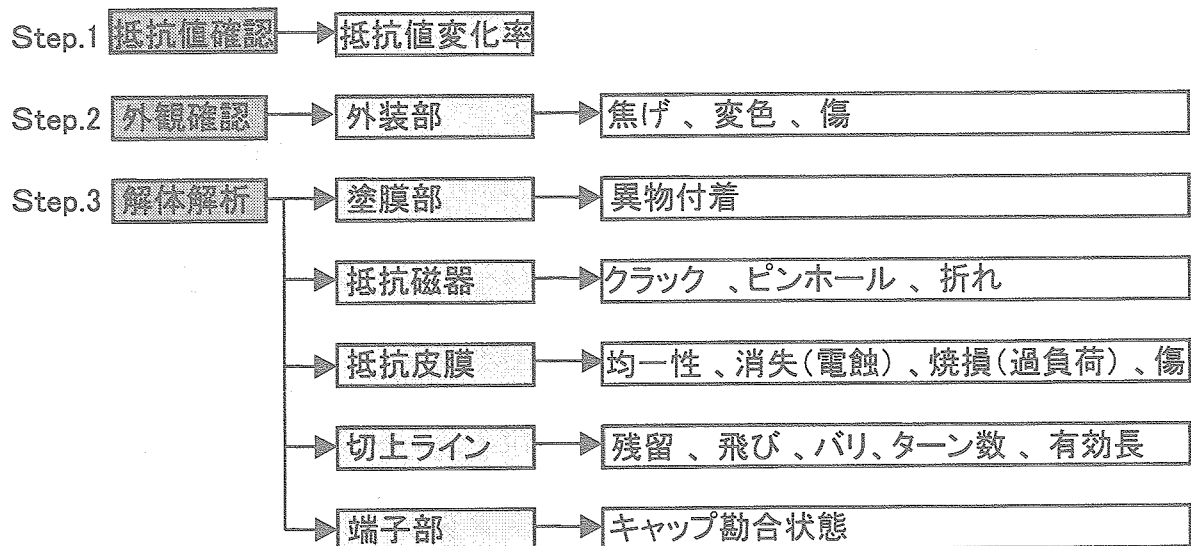 Step.1 抵抗値確認 抵抗値変化率
Step.2 外観確認 外装部 焦げ 、変色 、傷
Step.3 解体解析 塗膜部 異物付着
抵抗磁器 クラック 、ピンホール 、折れ
抵抗皮膜 均一性 、消失(電蝕) 、焼損(過負荷) 、傷
切上ライン 残留 、飛び 、バリ、ターン数 、有効長
端子部 キャップ勘合状態